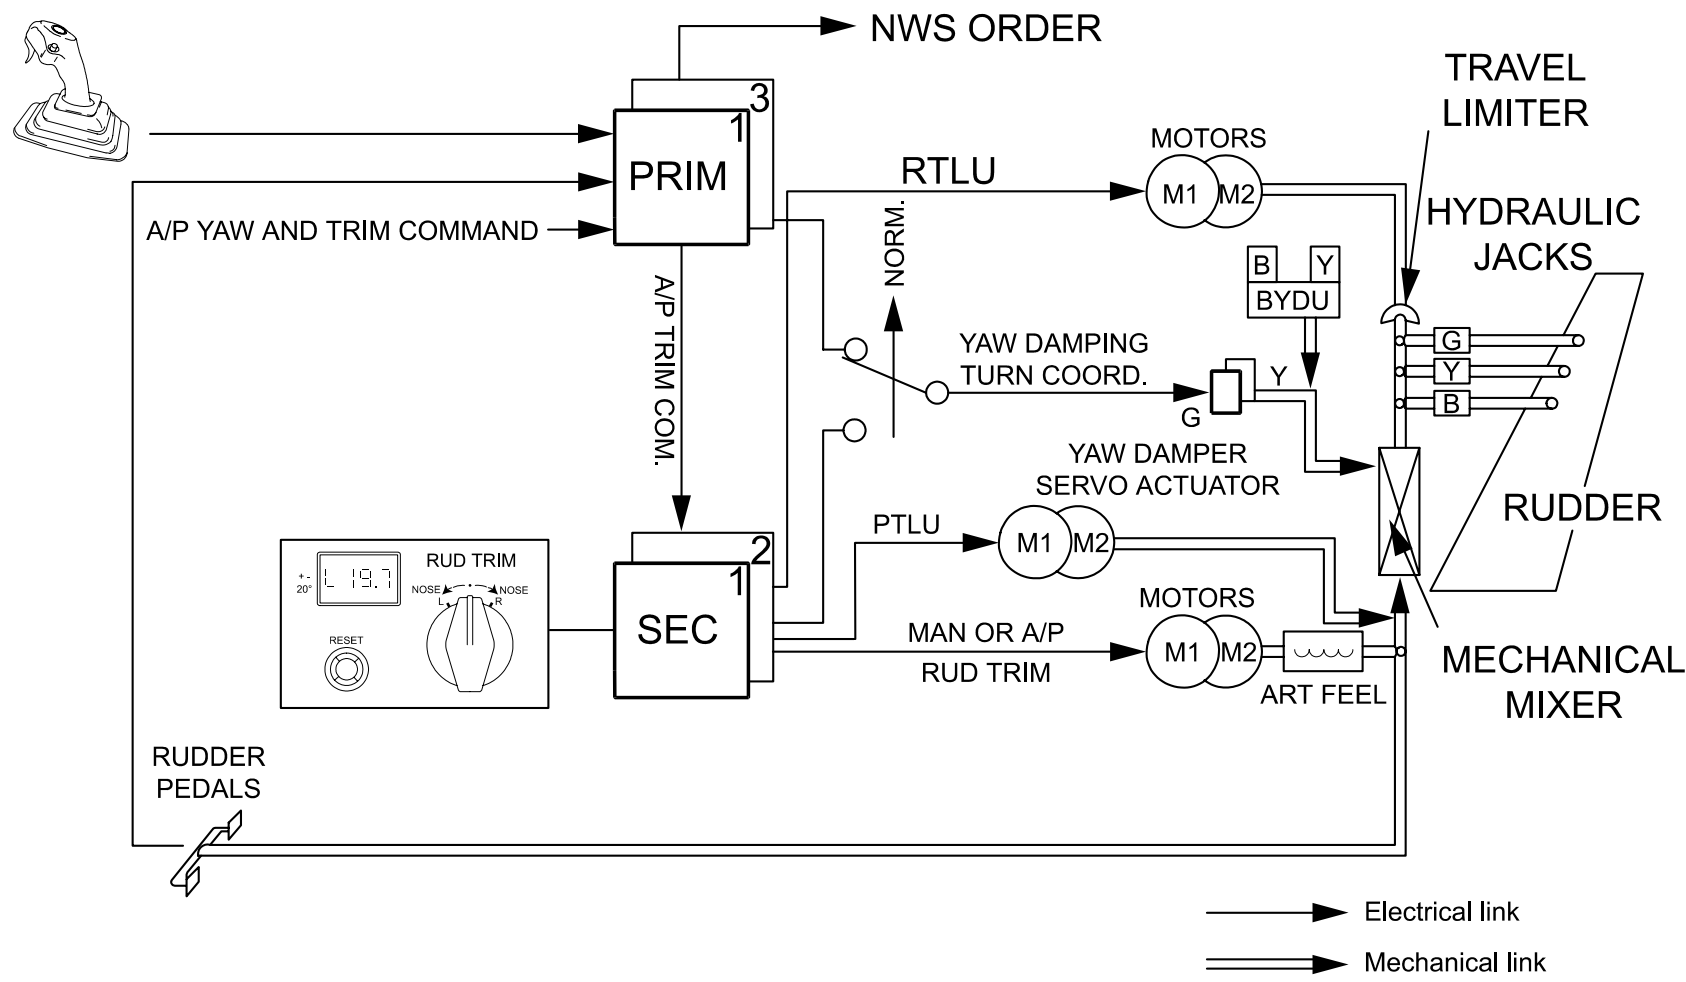 NWS ORDER
TRAVEL
LIMITER
3
1
PRIM
MOTORS
RTLU
M1
M2
A/P YAW AND TRIM COMMAND
NORM.
HYDRAULIC
JACKS
B
Y
BYDU
A/P TRIM COM.
YAW DAMPING
TURN COORD.
Y
G
G
Y
B
YAW DAMPER
SERVO ACTUATOR
RUDDER
PTLU
M1
M2
2
1
SEC
RUD TRIM
+ -
20°
L 19.7
NOSE
NOSE
L
R
RESET
MOTORS
MAN OR A/P
RUD TRIM
M1
M2
ART FEEL
MECHANICAL
MIXER
RUDDER
PEDALS
Electrical link
Mechanical link